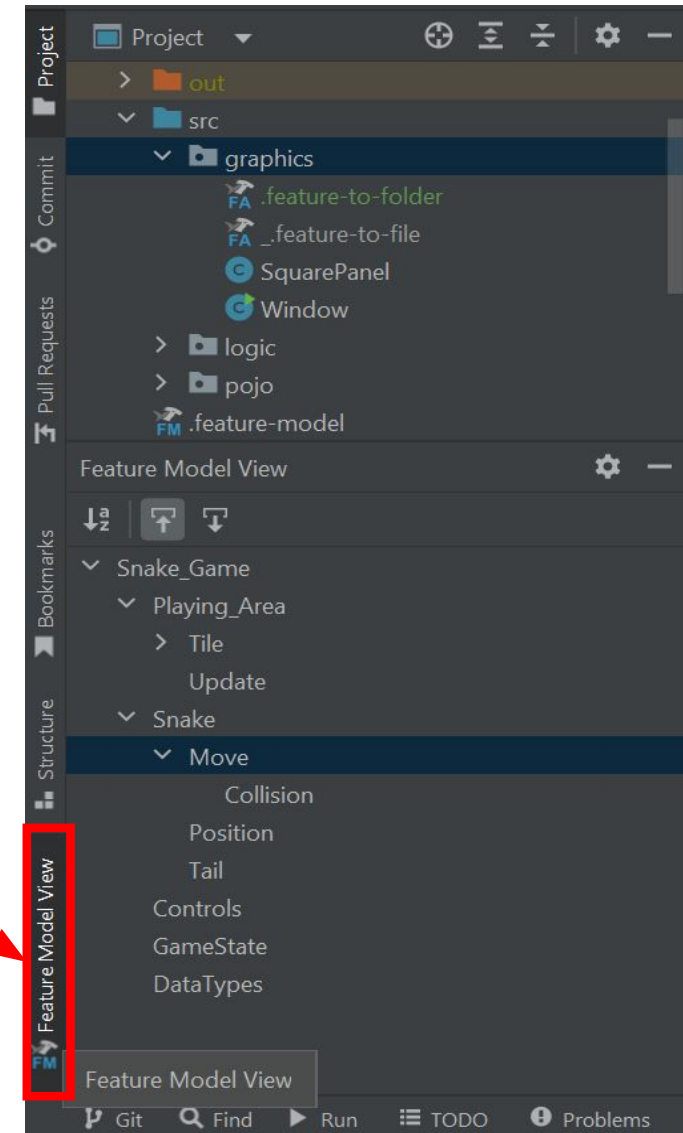 Project
Commit
Pull Requests
Bookmarks
Structure
Feature Model View
FM
Project
out
src
graphics
FA .feature-to-folder
FA _.feature-to-file
C SquarePanel
C Window
logic
pojo
FM .feature-model
Feature Model View
a
z
Snake_Game
Playing_Area
Tile
Update
Snake
Move
Collision
Position
Tail
Controls
GameState
DataTypes
Feature Model View
Git Find Run TODO Problems